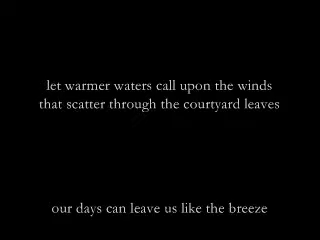 let warmer waters call upon the winds
that scatter through the courtyard leaves
our days can leave us like the breeze